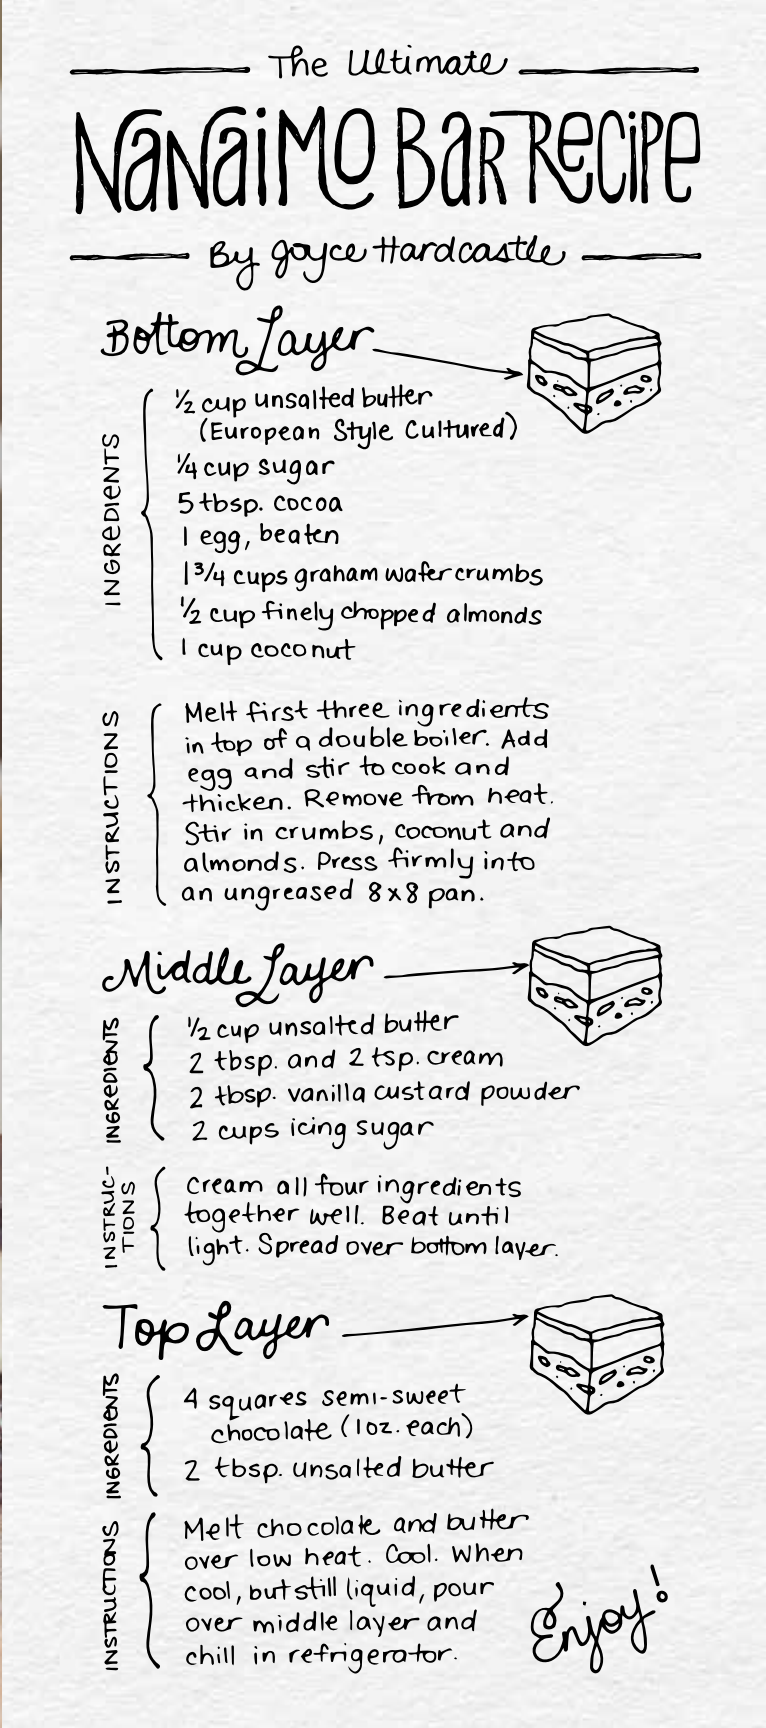 The Ultimate
Nanaimo Bar Recipe
By Joyce Hardcastle
Bottom Layer
INGREDIENTS
½ cup unsalted butter
(European Style Cultured)
¼ cup sugar
5 tbsp. cocoa
1 egg, beaten
1 ¾ cups graham wafer crumbs
½ cup finely chopped almonds
1 cup coconut
INSTRUCTIONS
Melt first three ingredients
in top of a double boiler. Add
egg and stir to cook and
thicken. Remove from heat.
Stir in crumbs, coconut and
almonds. Press firmly into
an ungreased 8x8 pan.
Middle Layer
INGREDIENTS
½ cup unsalted butter
2 tbsp. and 2 tsp. cream
2 tbsp. vanilla custard powder
2 cups icing sugar
INSTRUC-
TIONS
Cream all four ingredients
together well. Beat until
light. Spread over bottom layer.
Top Layer
INGREDIENTS
4 squares semi-sweet
chocolate (1oz. each)
2 tbsp. unsalted butter
INSTRUCTIONS
Melt chocolate and butter
over low heat. Cool. When
cool, but still liquid, pour
over middle layer and
chill in refrigerator.
Enjoy!